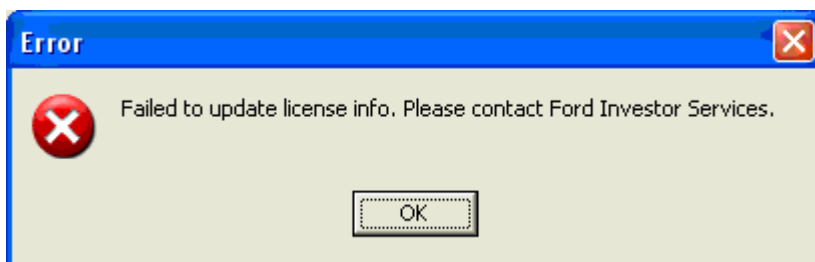 Error
Failed to update license info. Please contact Ford Investor Services.
OK